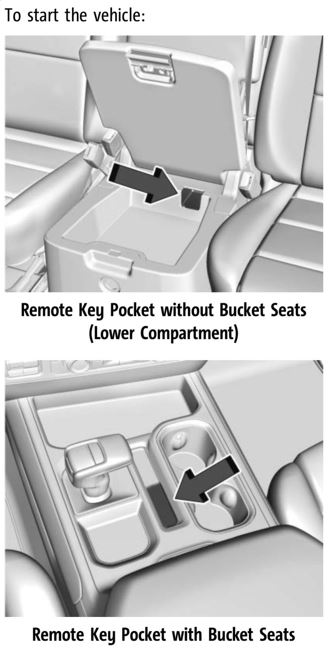 To start the vehicle:
Remote Key Pocket without Bucket Seats
(Lower Compartment)
Remote Key Pocket with Bucket Seats